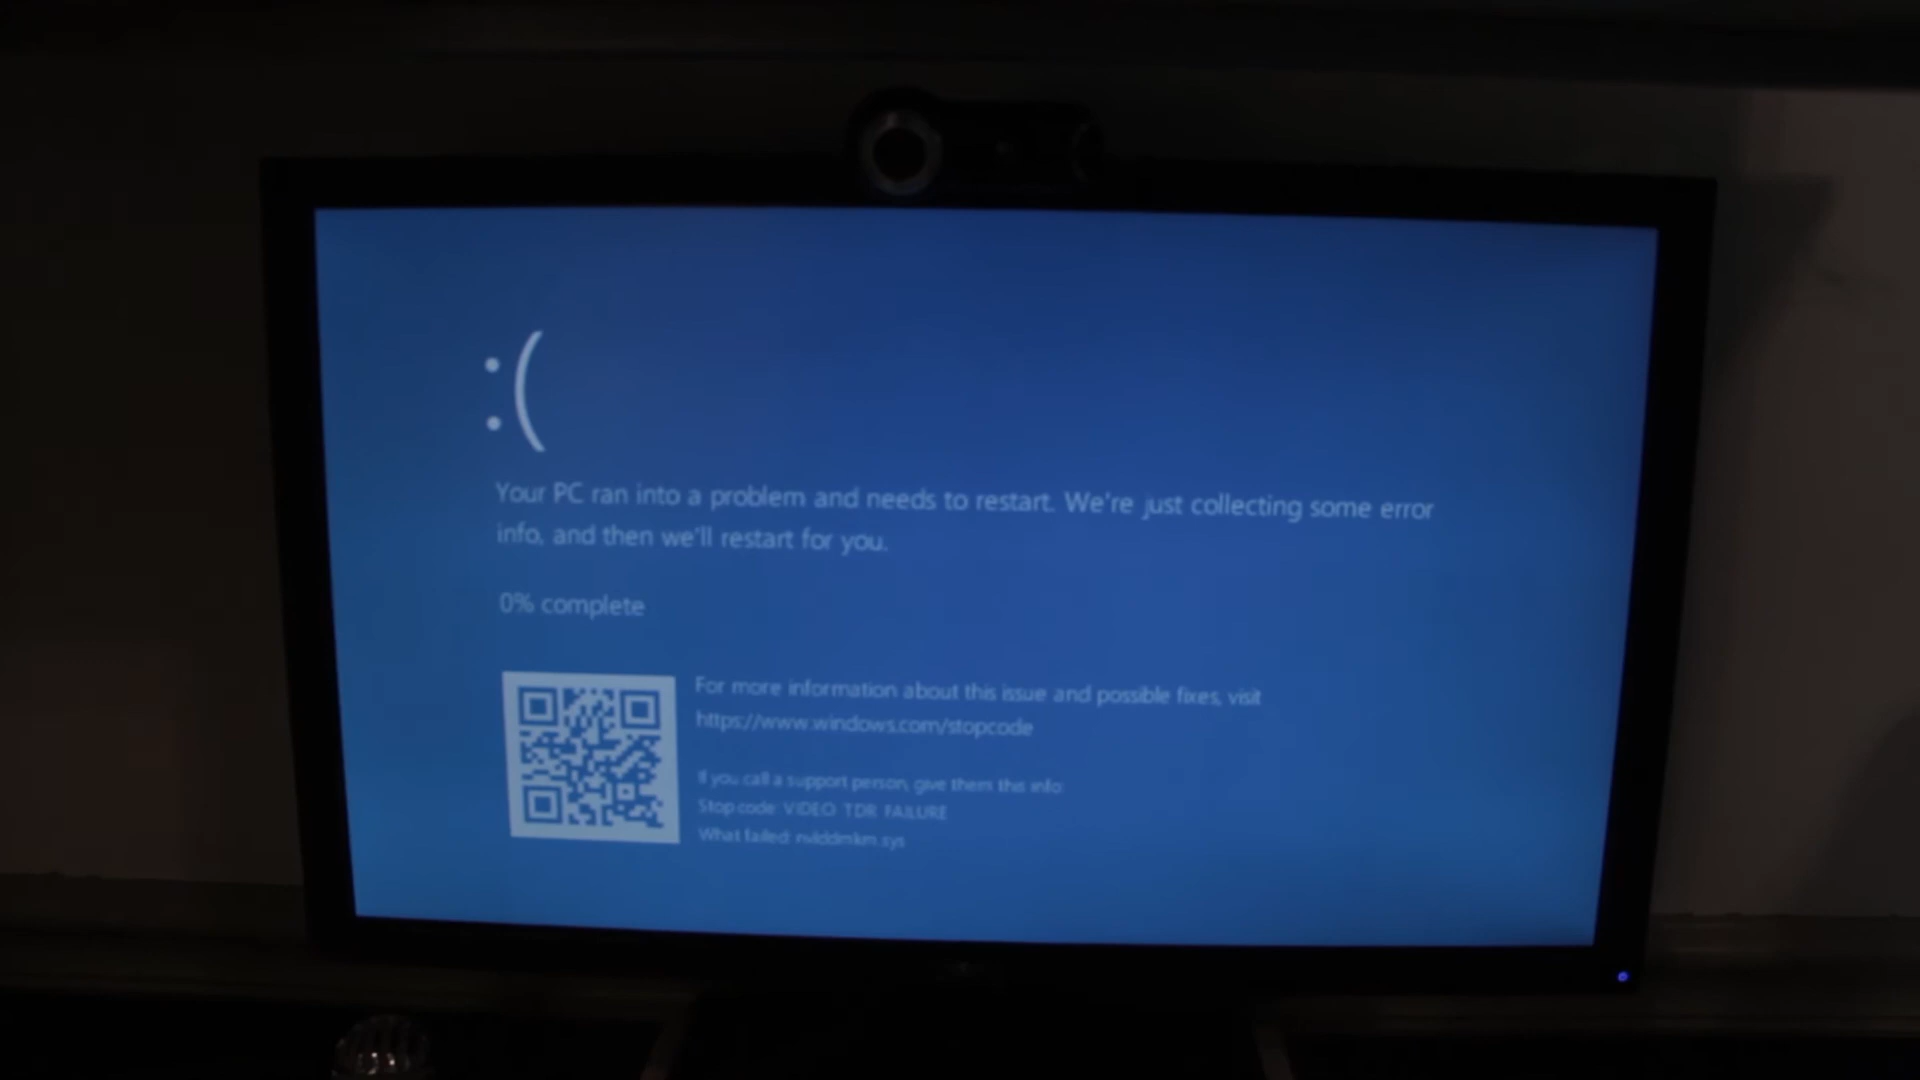 :(
Your PC ran into a problem and needs to restart. We're just collecting some error
info, and then we'll restart for you.
0% complete
For more information about this issue and possible fixes, visit
https://www.windows.com/stopcode
If you call a support person, give them this info:
Stop code: VIDEO TDR FAILURE
What failed: nvlddmkm.sys